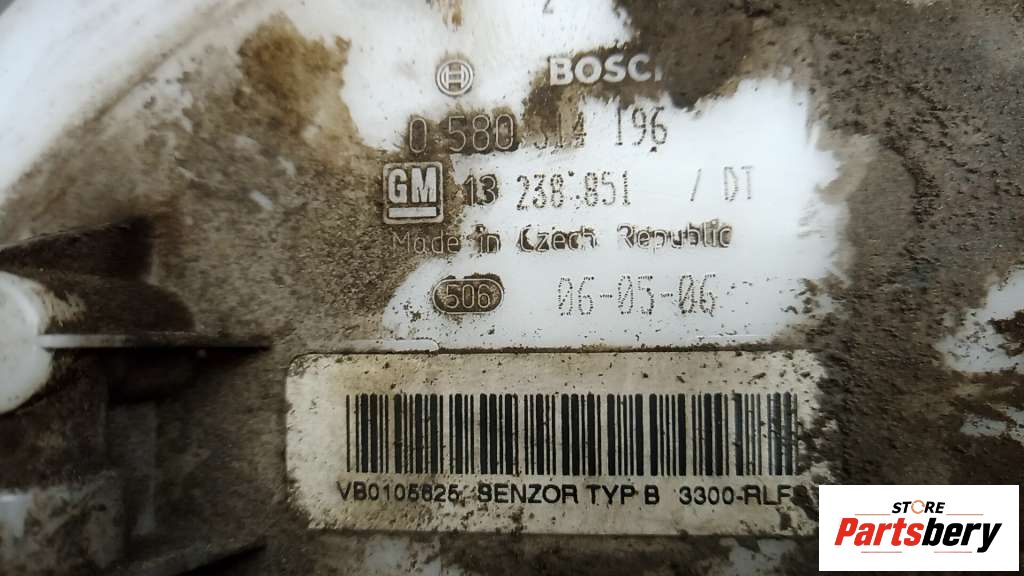 2
BOSCH
0 580 314 196
GM 13 238 851 / DT
Made in Czech Republic
506 06-05-06
VB0105625, SENZOR TYP B 3300-RLF
STORE
Partsbery